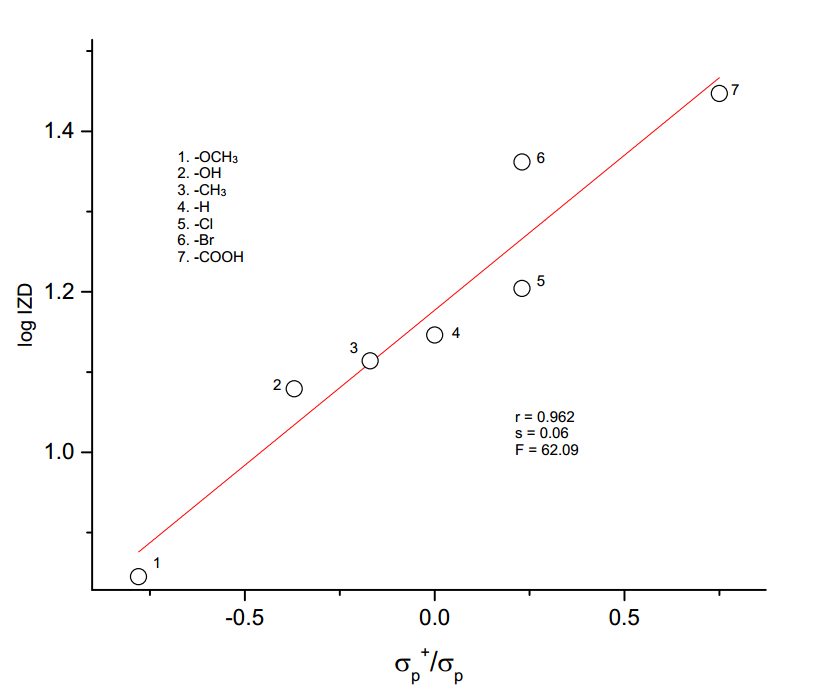 1.4
1.2
1.0
log IZD
1. -OCH₃
2. -OH
3. -CH₃
4. -H
5. -Cl
6. -Br
7. -COOH
7
6
5
4
3
2
1
r = 0.962
s = 0.06
F = 62.09
-0.5 0.0 0.5
σₚ⁺/σₚ